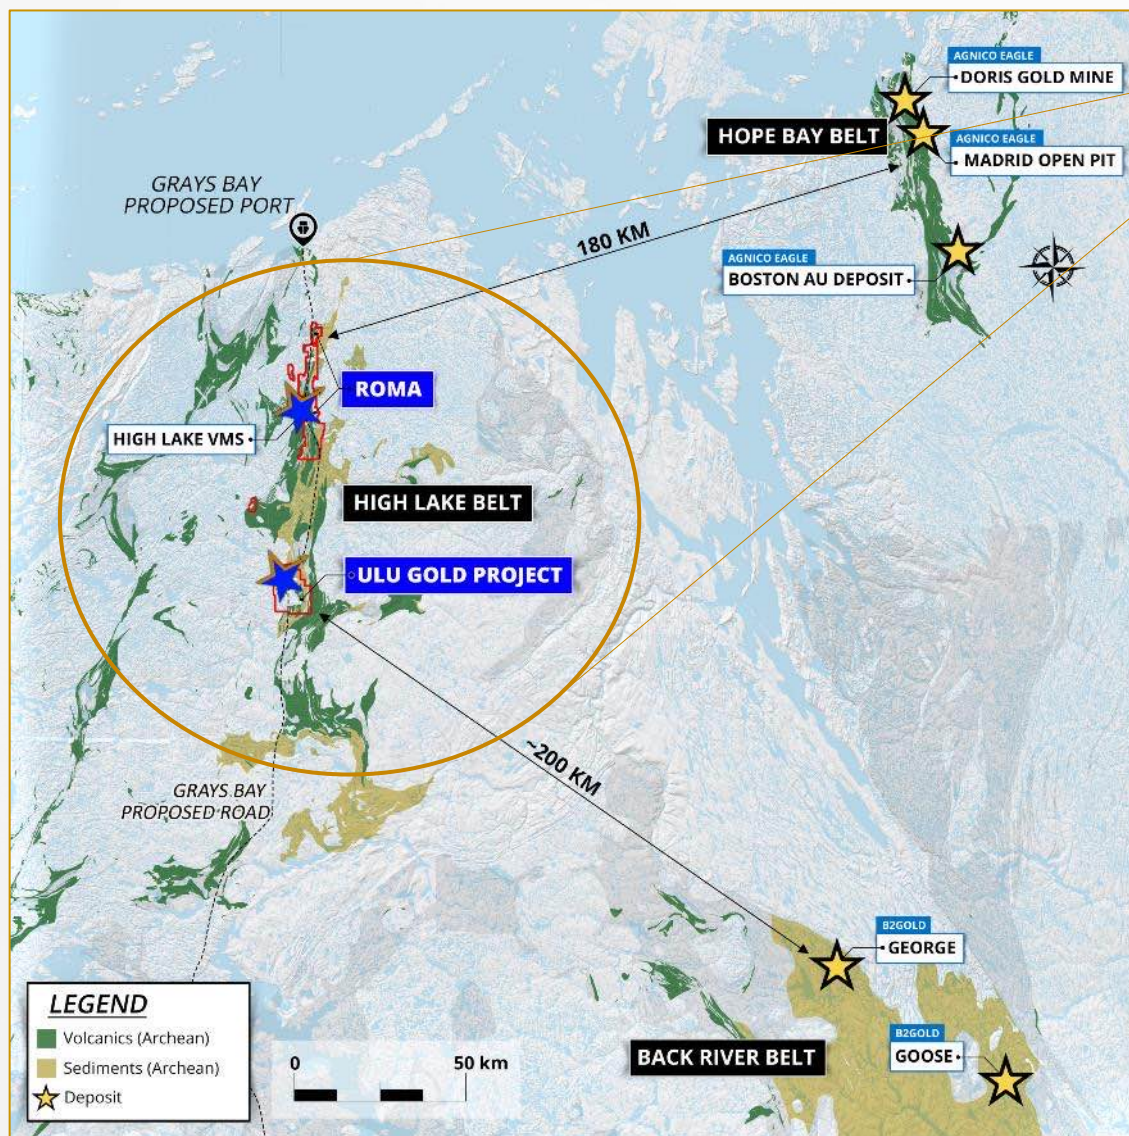 AGNICO EAGLE
DORIS GOLD MINE
HOPE BAY BELT
AGNICO EAGLE
MADRID OPEN PIT
GRAYS BAY
PROPOSED PORT
180 KM
AGNICO EAGLE
BOSTON AU DEPOSIT
ROMA
HIGH LAKE VMS
HIGH LAKE BELT
ULU GOLD PROJECT
~200 KM
GRAYS BAY
PROPOSED ROAD
B2GOLD
GEORGE
B2GOLD
GOOSE
BACK RIVER BELT
LEGEND
Volcanics (Archean)
Sediments (Archean)
Deposit
0 50 km